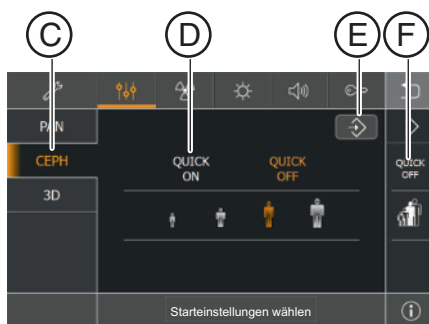 C D E F
PAN
CEPH
3D
QUICK
ON
QUICK
OFF
QUICK
OFF
Starteinstellungen wählen
i